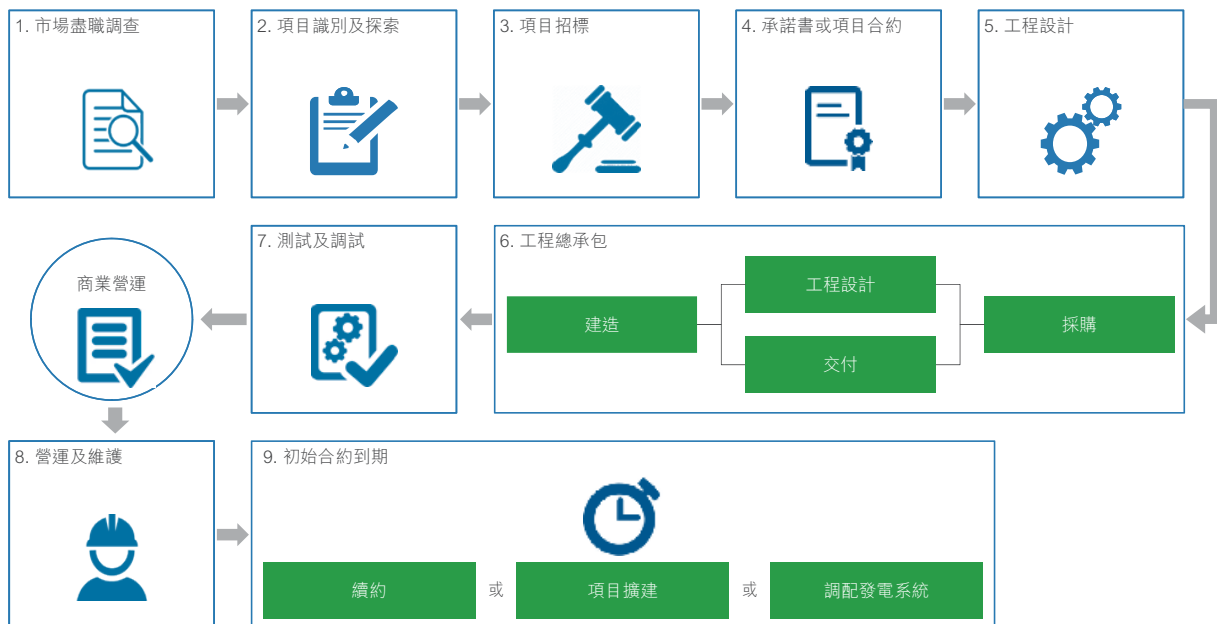 1. 市場盡職調查
2. 項目識別及探索
3. 項目招標
4. 承諾書或項目合約
5. 工程設計
6. 工程總承包
工程設計
建造
採購
交付
7. 測試及調試
商業營運
8. 營運及維護
9. 初始合約到期
續約
或
項目擴建
或
調配發電系統